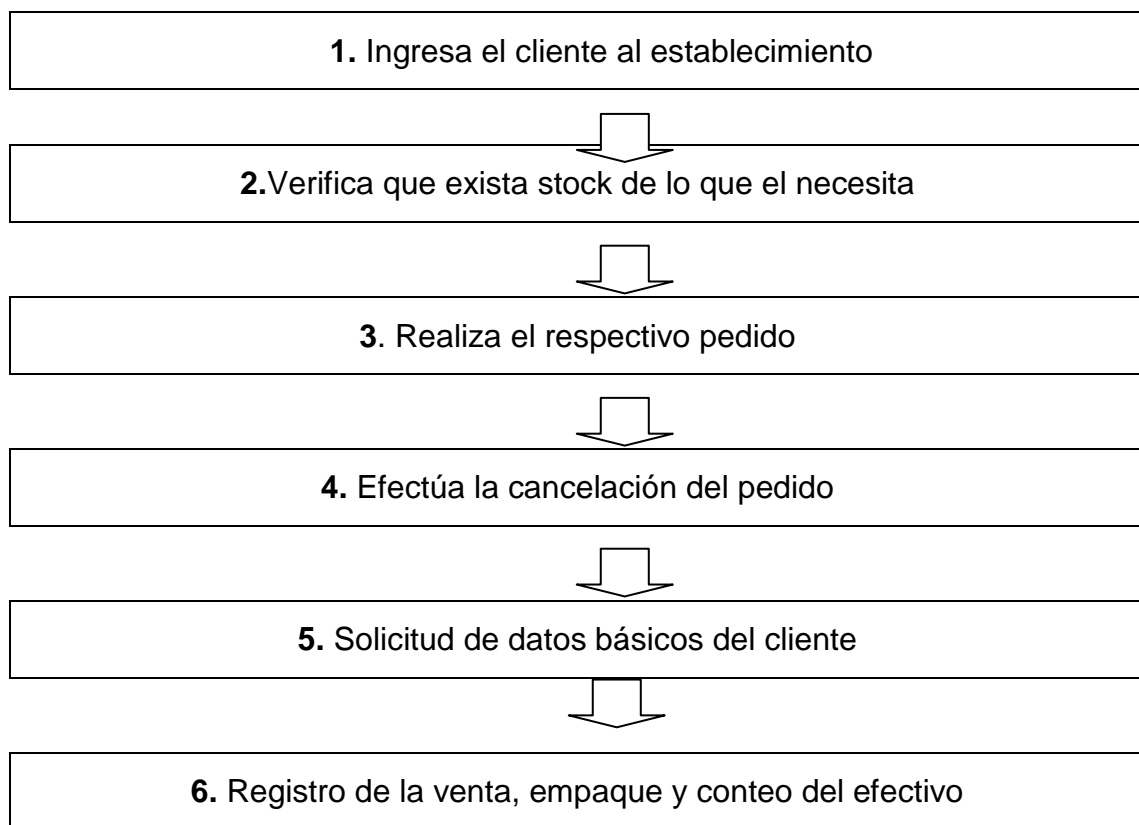 1. Ingresa el cliente al establecimiento
2.Verifica que exista stock de lo que el necesita
3. Realiza el respectivo pedido
4. Efectúa la cancelación del pedido
5. Solicitud de datos básicos del cliente
6. Registro de la venta, empaque y conteo del efectivo